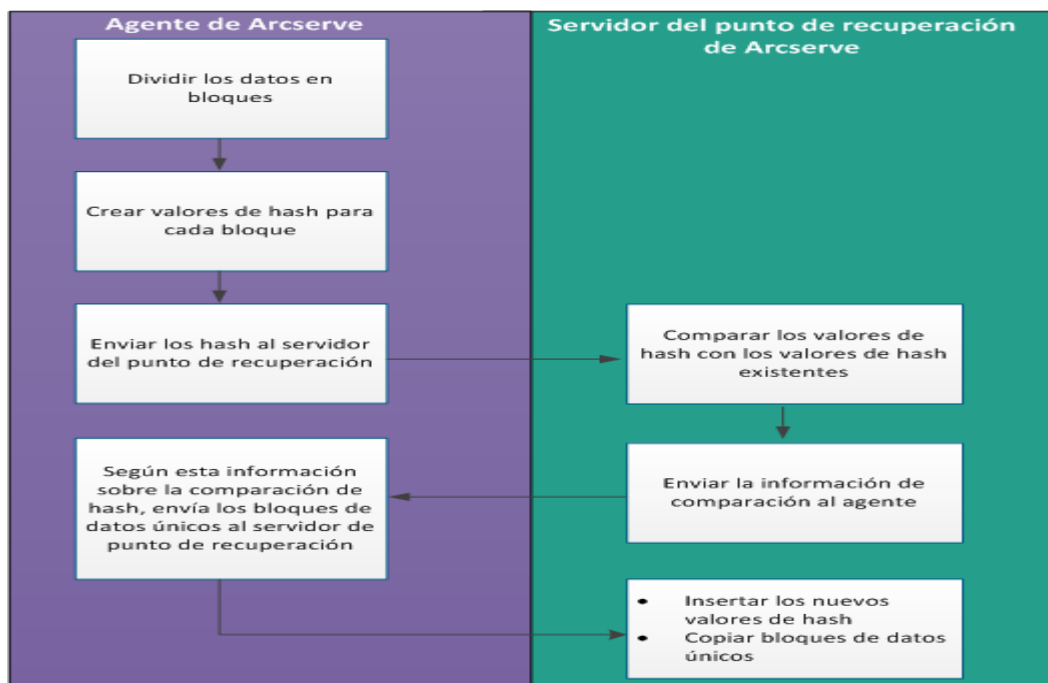 Agente de Arcserve
Servidor del punto de recuperación
de Arcserve
Dividir los datos en
bloques
Crear valores de hash para
cada bloque
Enviar los hash al servidor
del punto de recuperación
Comparar los valores de
hash con los valores de hash
existentes
Enviar la información de
comparación al agente
Según esta información
sobre la comparación de
hash, envía los bloques de
datos únicos al servidor de
punto de recuperación
• Insertar los nuevos
valores de hash
• Copiar bloques de datos
únicos